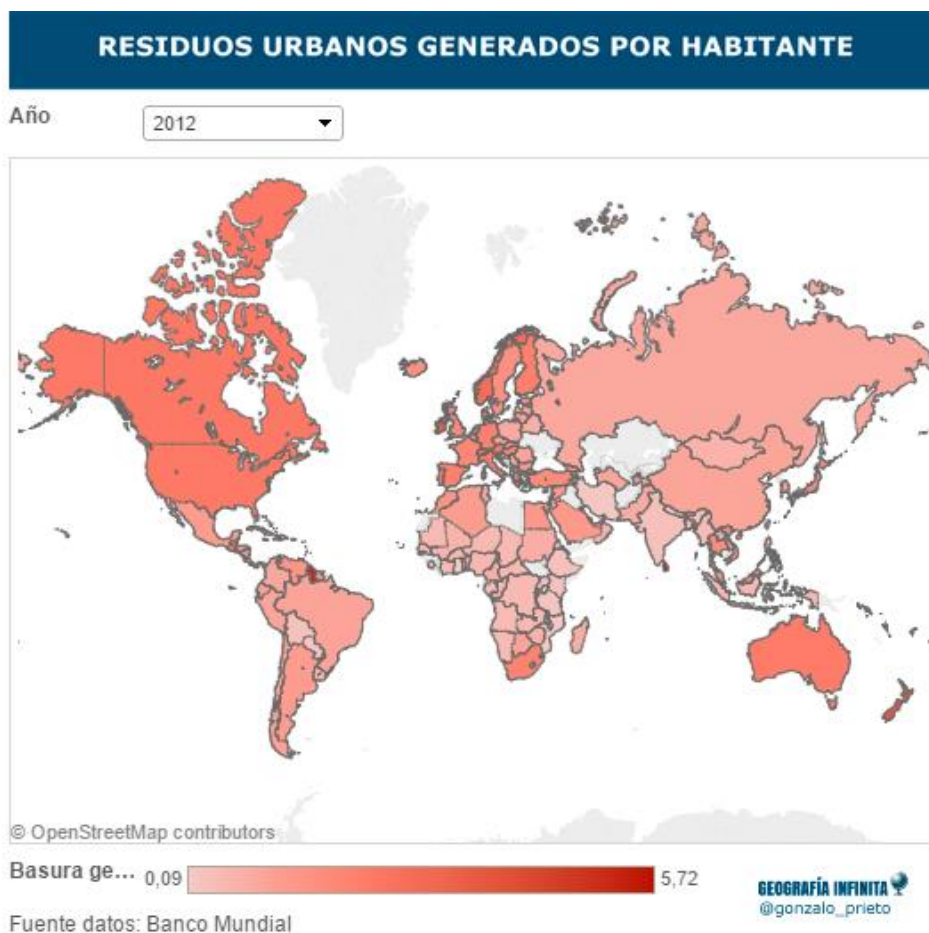 RESIDUOS URBANOS GENERADOS POR HABITANTE
Año
2012
© OpenStreetMap contributors
Basura ge... 0,09 5,72
GEOGRAFÍA INFINITA
@gonzalo_prieto
Fuente datos: Banco Mundial